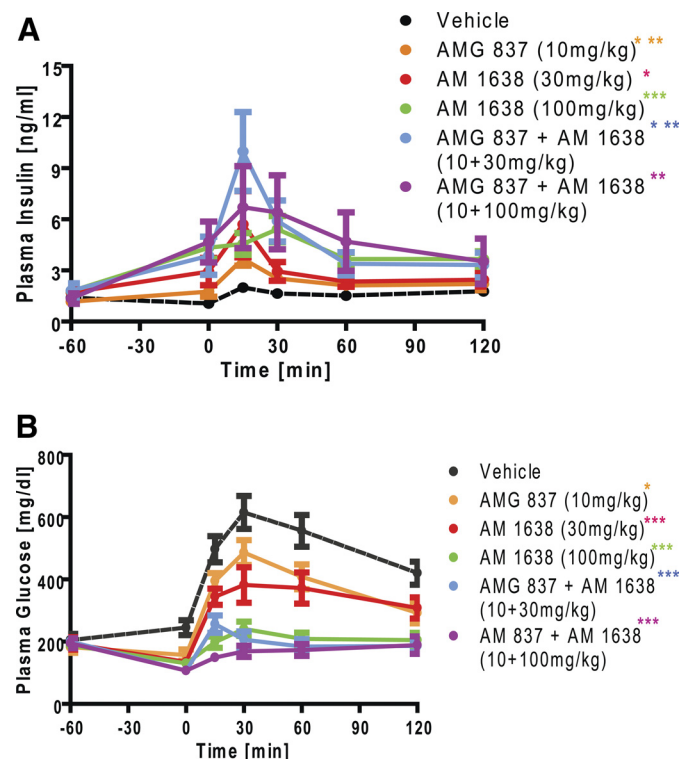 A
Vehicle
AMG 837 (10mg/kg)* **
AM 1638 (30mg/kg)*
AM 1638 (100mg/kg)***
AMG 837 + AM 1638* **
(10+30mg/kg)
AMG 837 + AM 1638**
(10+100mg/kg)
Plasma Insulin [ng/ml]
15
12
9
6
3
0
-60 -30 0 30 60 90 120
Time [min]
B
Vehicle
AMG 837 (10mg/kg)*
AM 1638 (30mg/kg)***
AM 1638 (100mg/kg)***
AMG 837 + AM 1638***
(10+30mg/kg)
AM 837 + AM 1638***
(10+100mg/kg)
Plasma Glucose [mg/dl]
800
600
400
200
0
-60 -30 0 30 60 90 120
Time [min]